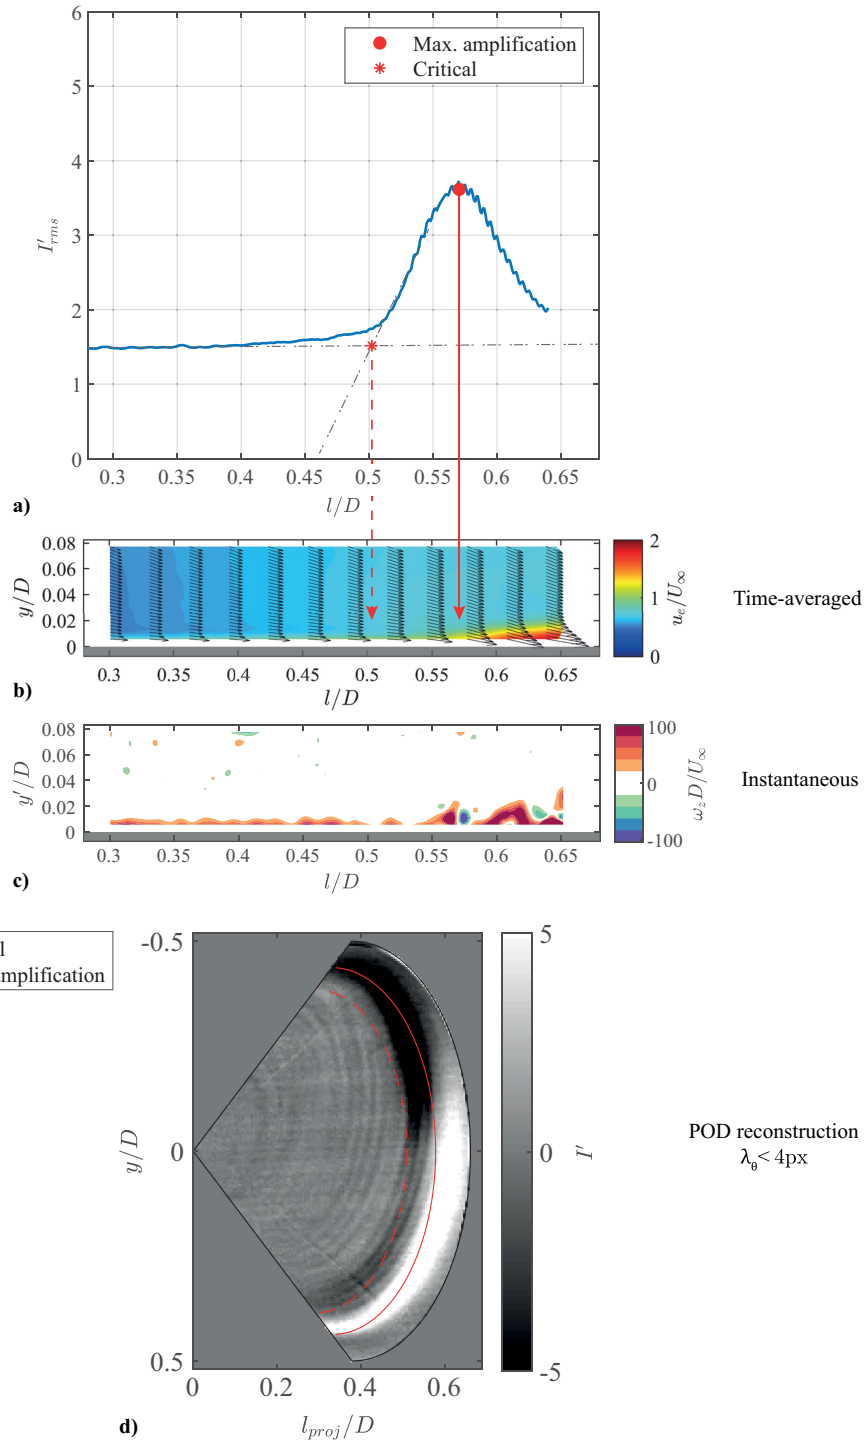 6
5
4
3
2
1
0
I'rms
Max. amplification
Critical
0.3 0.35 0.4 0.45 0.5 0.55 0.6 0.65
l/D
a)
0.08
0.06
0.04
0.02
0
y/D
0.3 0.35 0.4 0.45 0.5 0.55 0.6 0.65
l/D
b)
2
1
0
u_e/U∞
Time-averaged
0.08
0.06
0.04
0.02
0
y'/D
0.3 0.35 0.4 0.45 0.5 0.55 0.6 0.65
l/D
c)
100
0
-100
ω_z D/U∞
Instantaneous
l
amplification
-0.5
0
0.5
y/D
0 0.2 0.4 0.6
l_proj/D
d)
5
0
-5
I'
POD reconstruction
λ_θ < 4px